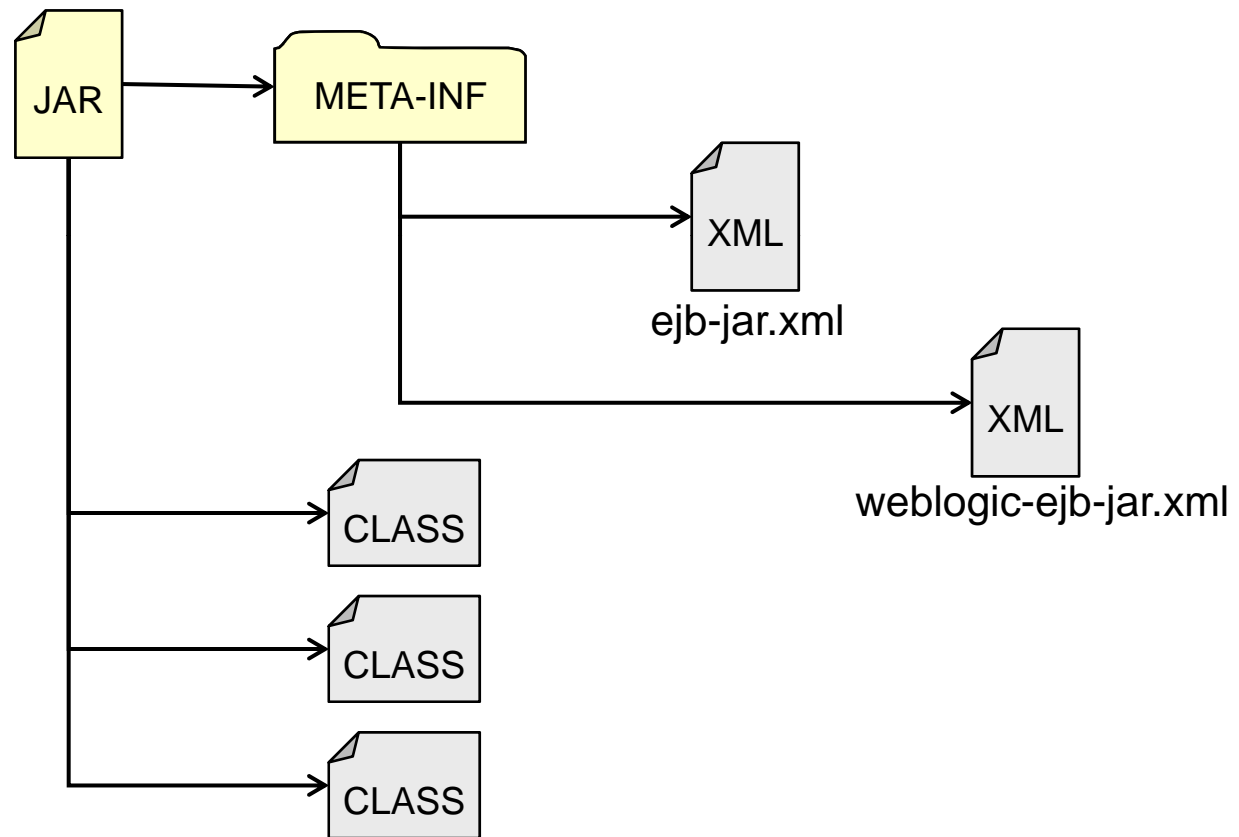 JAR
META-INF
XML
ejb-jar.xml
XML
weblogic-ejb-jar.xml
CLASS
CLASS
CLASS